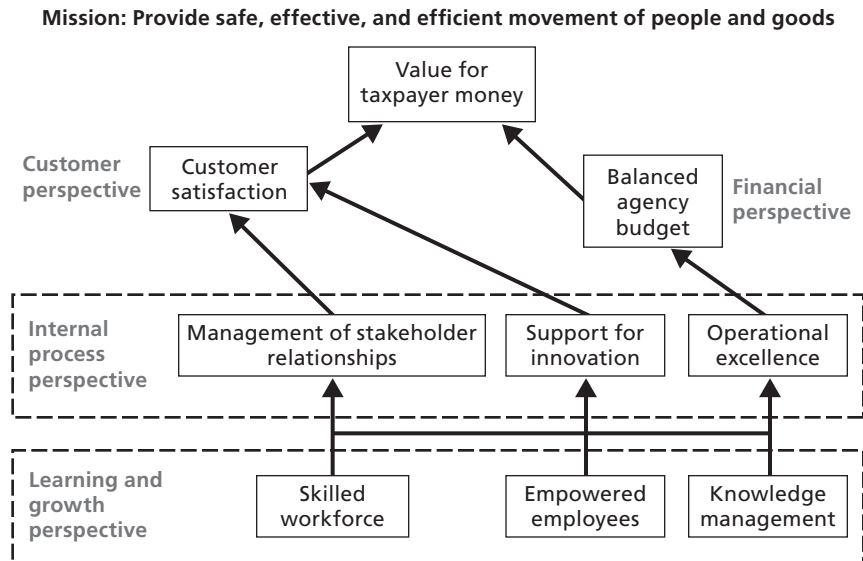 Mission: Provide safe, effective, and efficient movement of people and goods
Value for
taxpayer money
Customer
perspective
Customer
satisfaction
Balanced
agency
budget
Financial
perspective
Internal
process
perspective
Management of stakeholder
relationships
Support for
innovation
Operational
excellence
Learning and
growth
perspective
Skilled
workforce
Empowered
employees
Knowledge
management